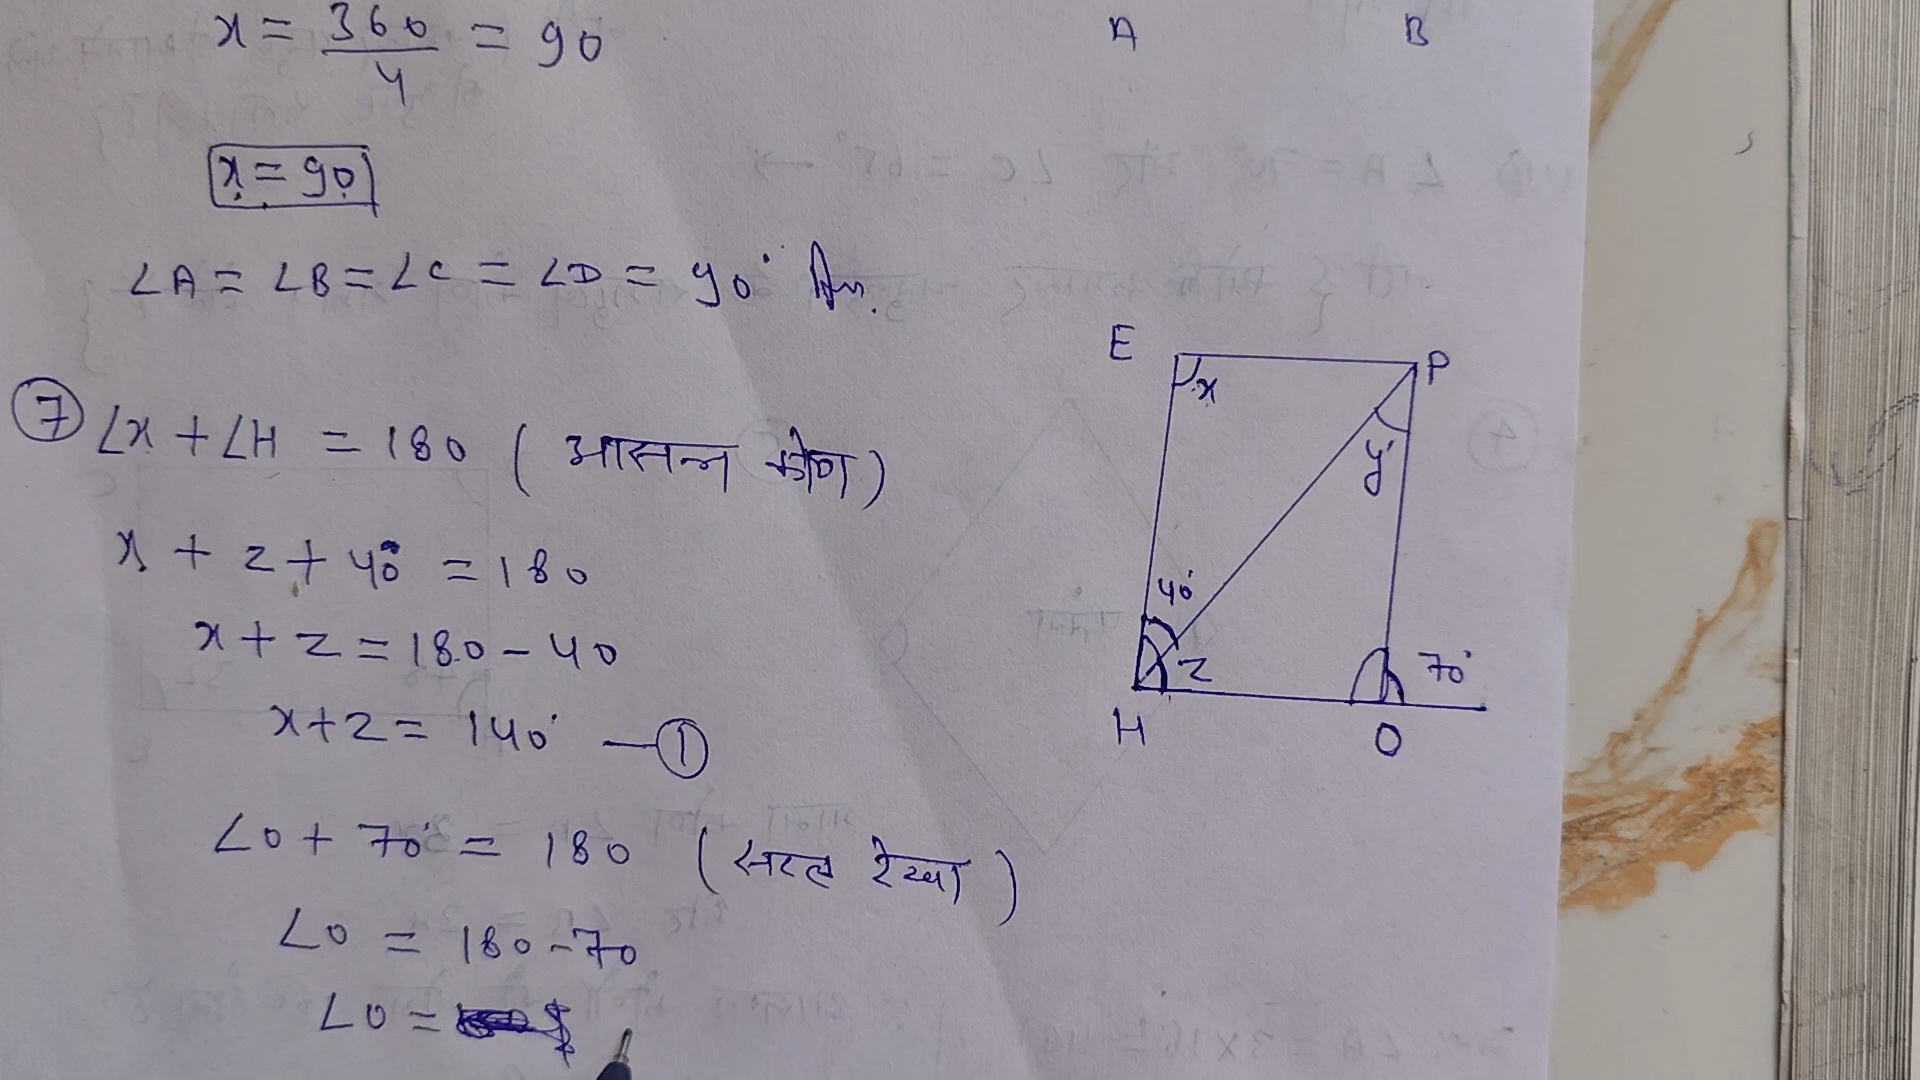 x = 360/4 = 90
A B
x = 90
∠A = ∠B = ∠C = ∠D = 90° Ans.
E P
x
y
40°
z
70°
H O
⑦ ∠x + ∠H = 180 ( आसन्न कोण )
x + z + 40° = 180
x + z = 180 - 40
x + z = 140° — ①
∠O + 70° = 180 ( सरल रेखा )
∠O = 180 - 70
∠O =